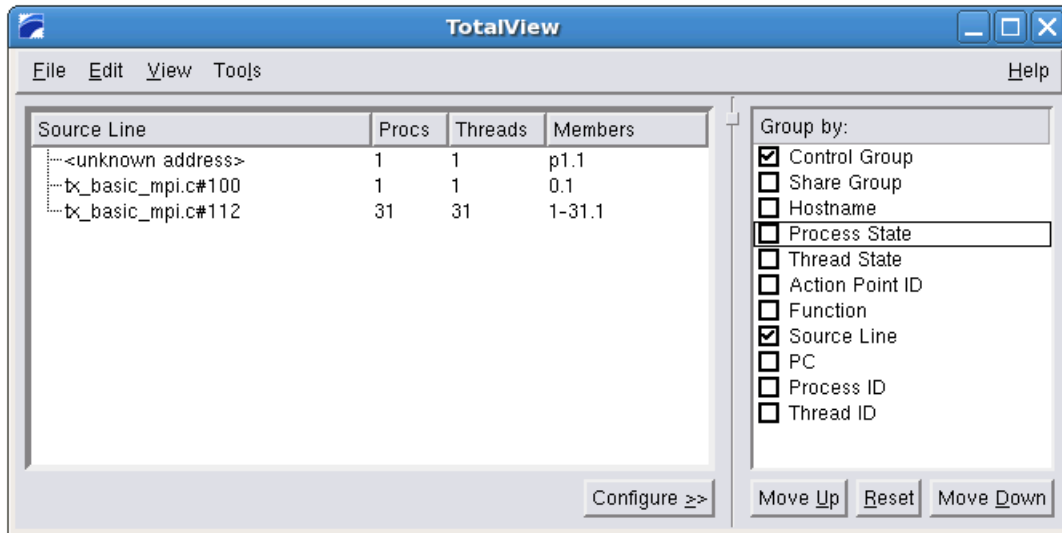 TotalView
File Edit View Tools Help
Source Line Procs Threads Members
<unknown address> 1 1 p1.1
tx_basic_mpi.c#100 1 1 0.1
tx_basic_mpi.c#112 31 31 1-31.1
Configure >>
Group by:
Control Group
Share Group
Hostname
Process State
Thread State
Action Point ID
Function
Source Line
PC
Process ID
Thread ID
Move Up Reset Move Down